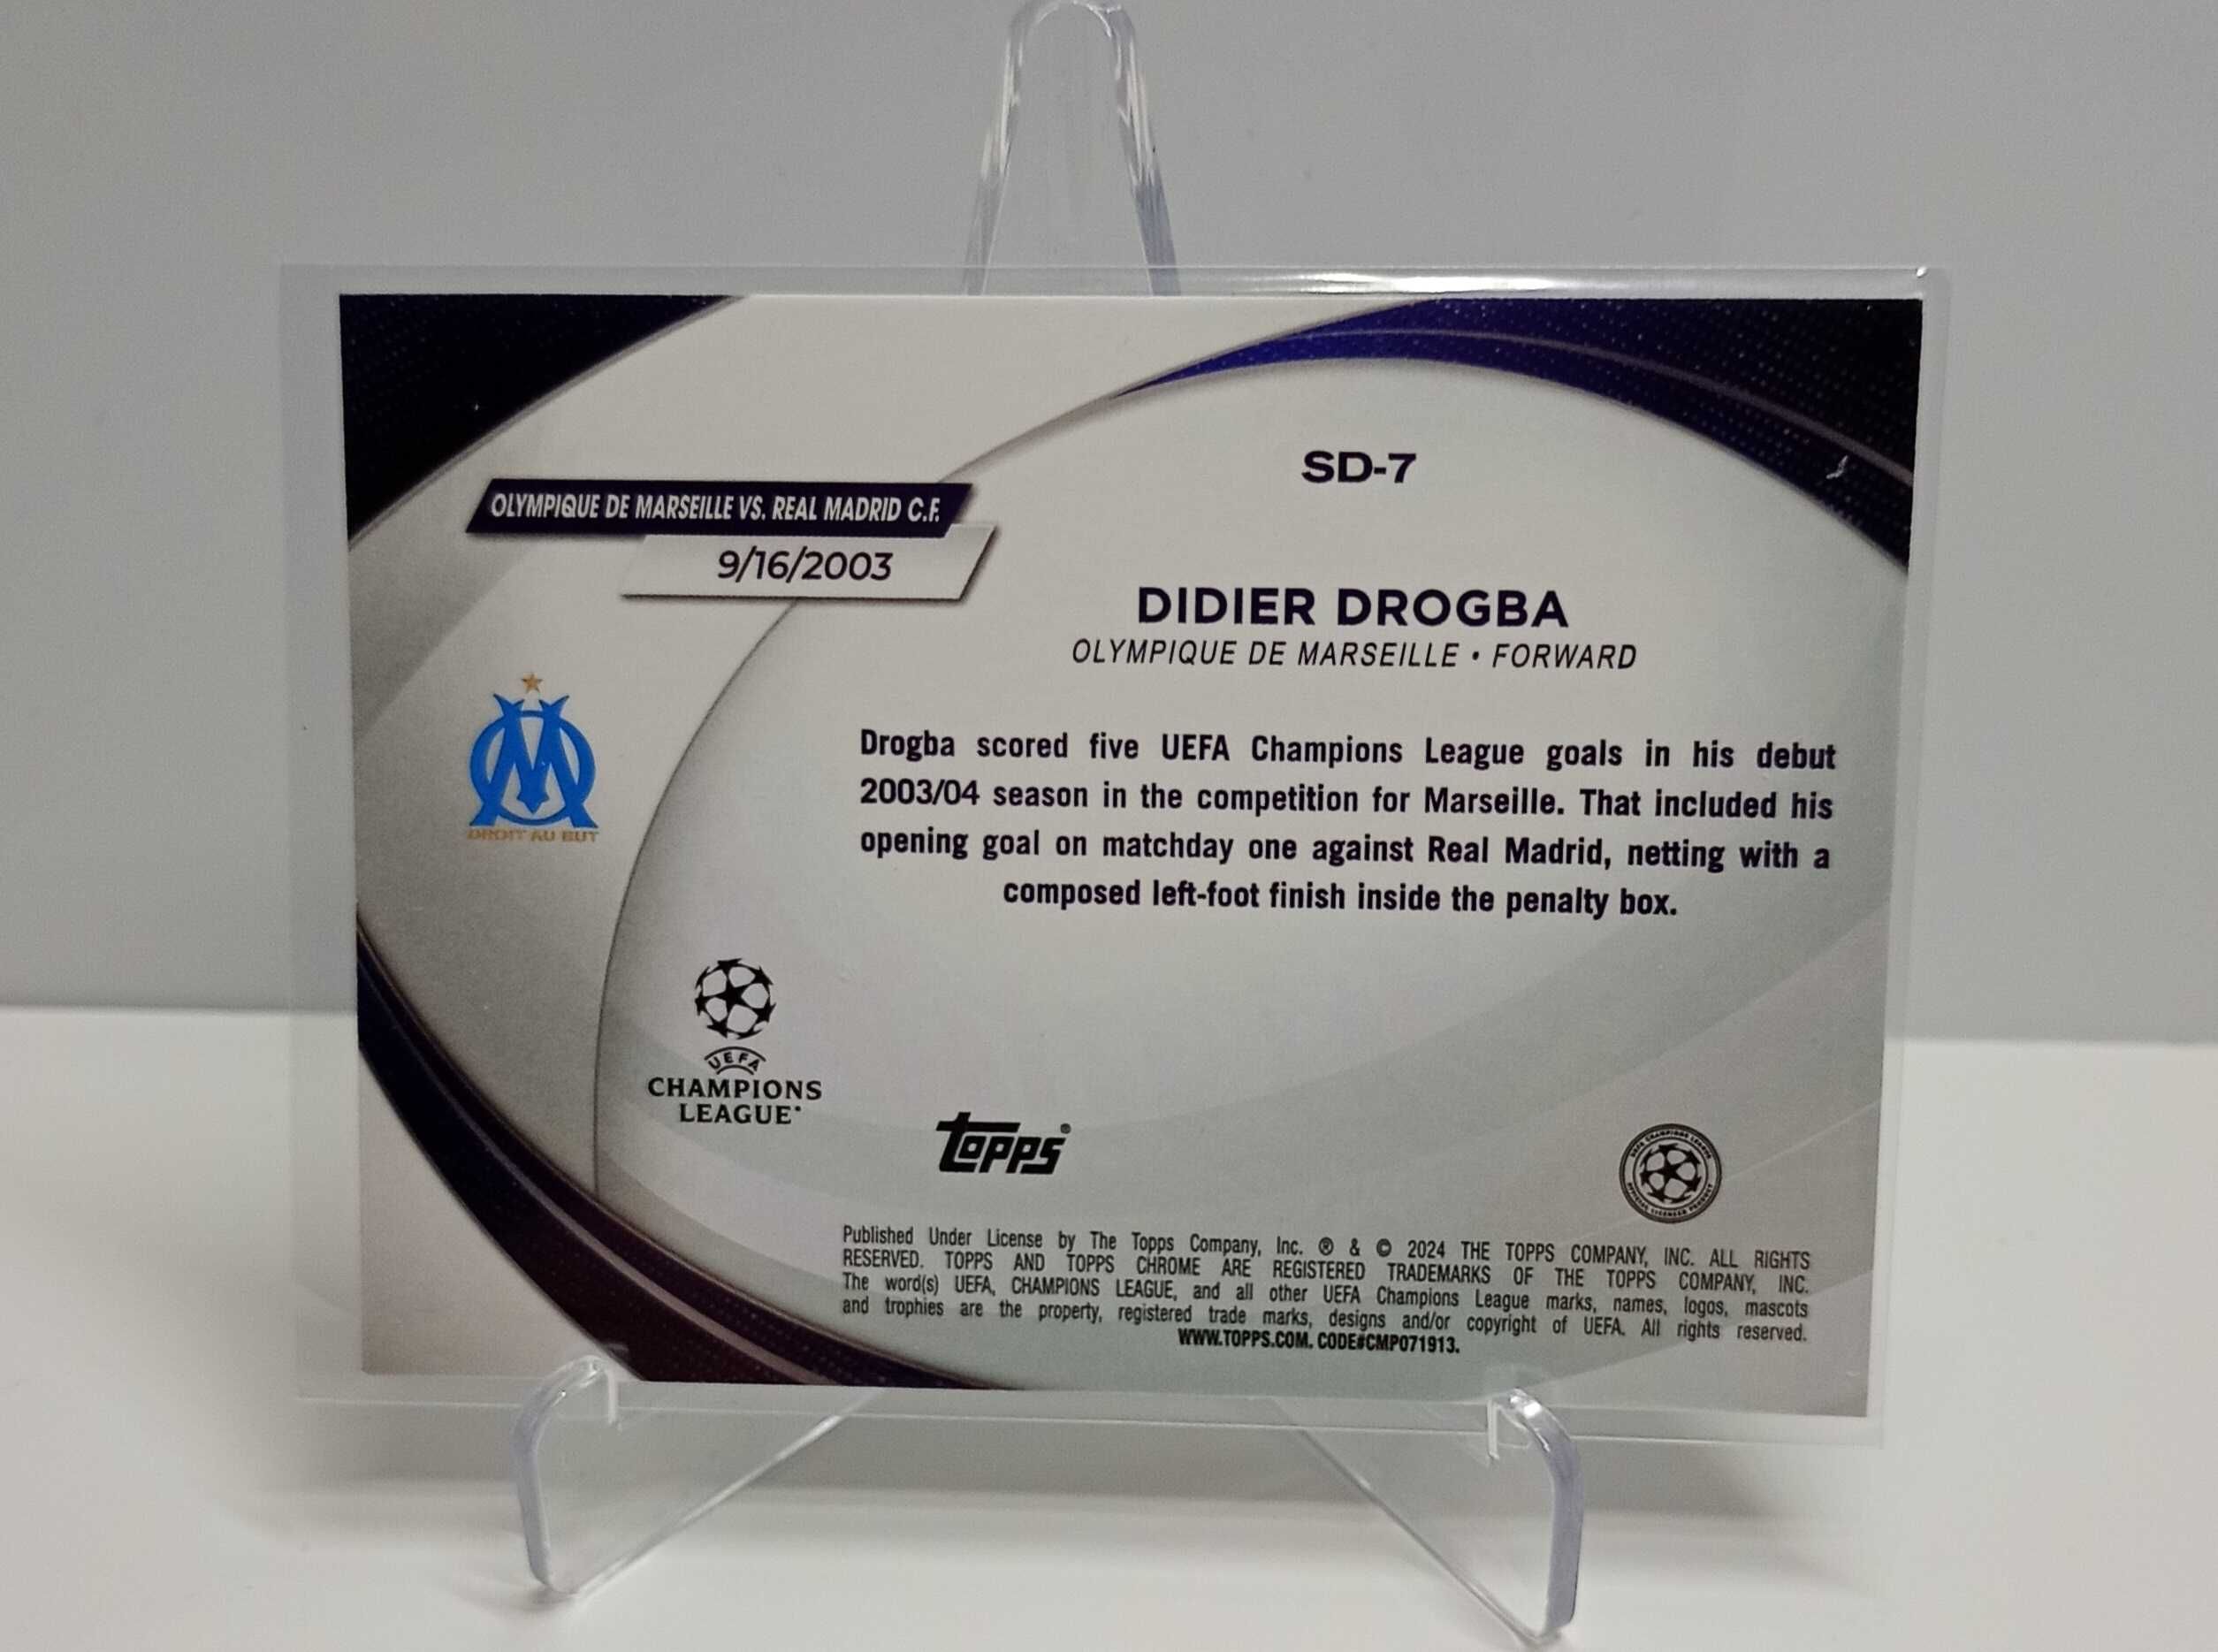 SD-7
OLYMPIQUE DE MARSEILLE VS. REAL MADRID C.F.
9/16/2003
DIDIER DROGBA
OLYMPIQUE DE MARSEILLE • FORWARD
DROIT AU BUT
Drogba scored five UEFA Champions League goals in his debut
2003/04 season in the competition for Marseille. That included his
opening goal on matchday one against Real Madrid, netting with a
composed left-foot finish inside the penalty box.
UEFA
CHAMPIONS
LEAGUE
topps®
Published Under License by The Topps Company, Inc. ® & © 2024 THE TOPPS COMPANY, INC. ALL RIGHTS
RESERVED. TOPPS AND TOPPS CHROME ARE REGISTERED TRADEMARKS OF THE TOPPS COMPANY, INC.
The word(s) UEFA, CHAMPIONS LEAGUE, and all other UEFA Champions League marks, names, logos, mascots
and trophies are the property, registered trade marks, designs and/or copyright of UEFA. All rights reserved.
WWW.TOPPS.COM. CODE#CMP071913.